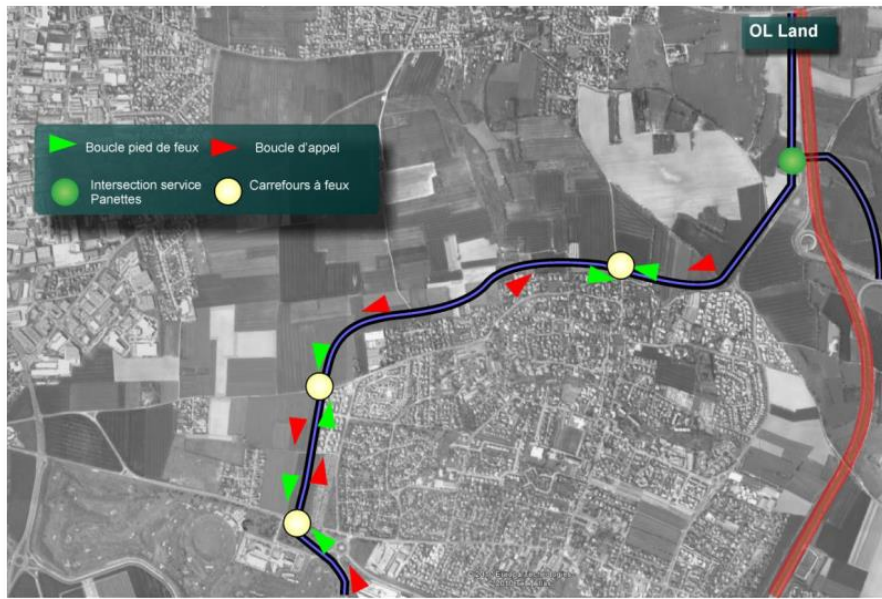 OL Land
Boucle pied de feux
Boucle d'appel
Intersection service
Panettes
Carrefours à feux